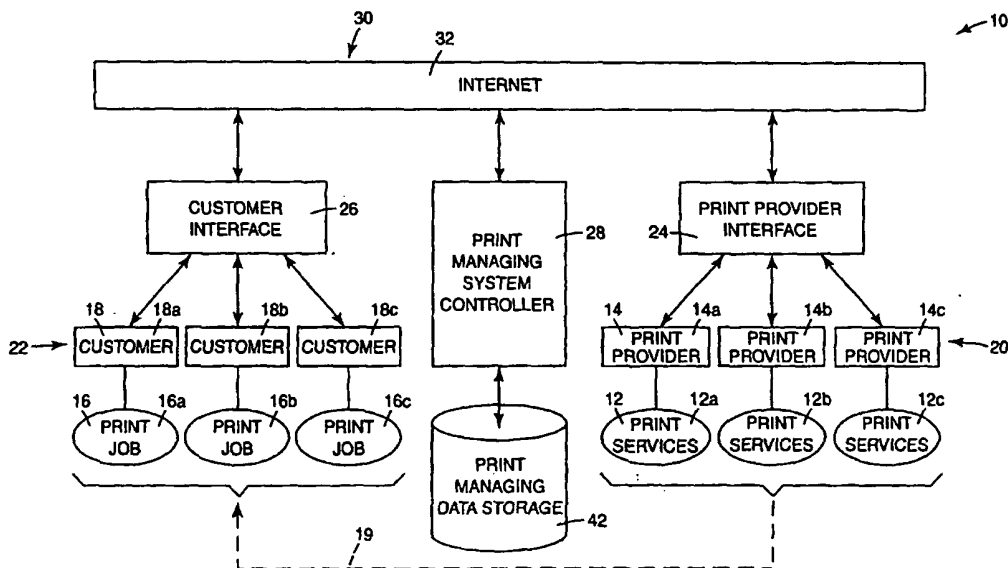 10
30
32
INTERNET
CUSTOMER
INTERFACE
26
PRINT
MANAGING
SYSTEM
CONTROLLER
28
PRINT PROVIDER
INTERFACE
24
18 18a 18b 18c
22 CUSTOMER CUSTOMER CUSTOMER
14 14a 14b 14c
PRINT
PROVIDER
PRINT
PROVIDER
PRINT
PROVIDER
20
16 16a 16b 16c
PRINT
JOB
PRINT
JOB
PRINT
JOB
PRINT
MANAGING
DATA STORAGE
42
12 12a 12b 12c
PRINT
SERVICES
PRINT
SERVICES
PRINT
SERVICES
19